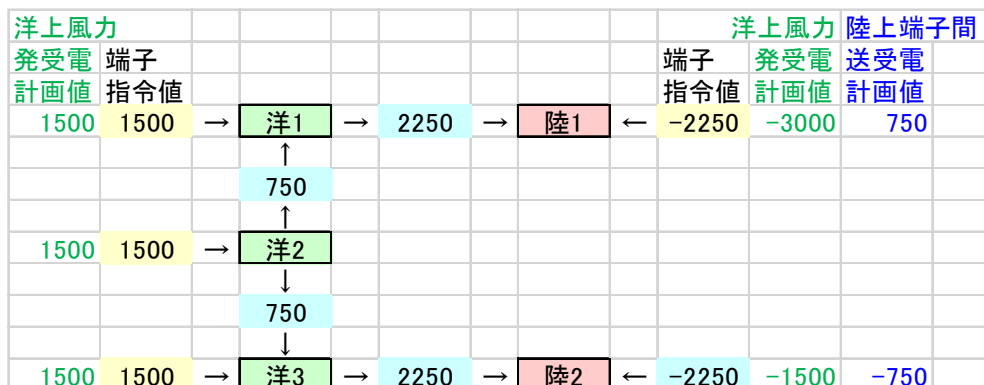 洋上風力 洋上風力 陸上端子間
発受電 端子 端子 発受電 送受電
計画値 指令値 指令値 計画値 計画値
1500 1500 → 洋1 → 2250 → 陸1 ← -2250 -3000 750
↑
750
↑
1500 1500 → 洋2
↓
750
↓
1500 1500 → 洋3 → 2250 → 陸2 ← -2250 -1500 -750